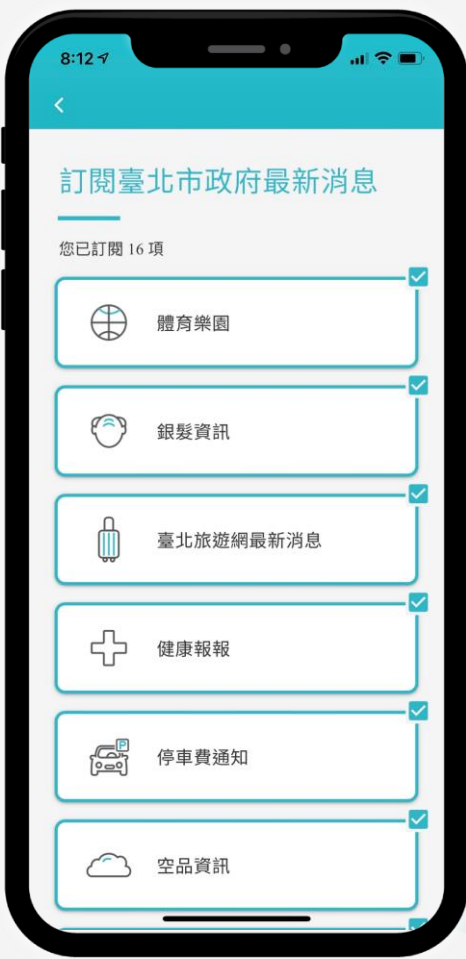 8:12
訂閱臺北市政府最新消息
您已訂閱 16 項
體育樂園
銀髮資訊
臺北旅遊網最新消息
健康報報
P
停車費通知
空品資訊